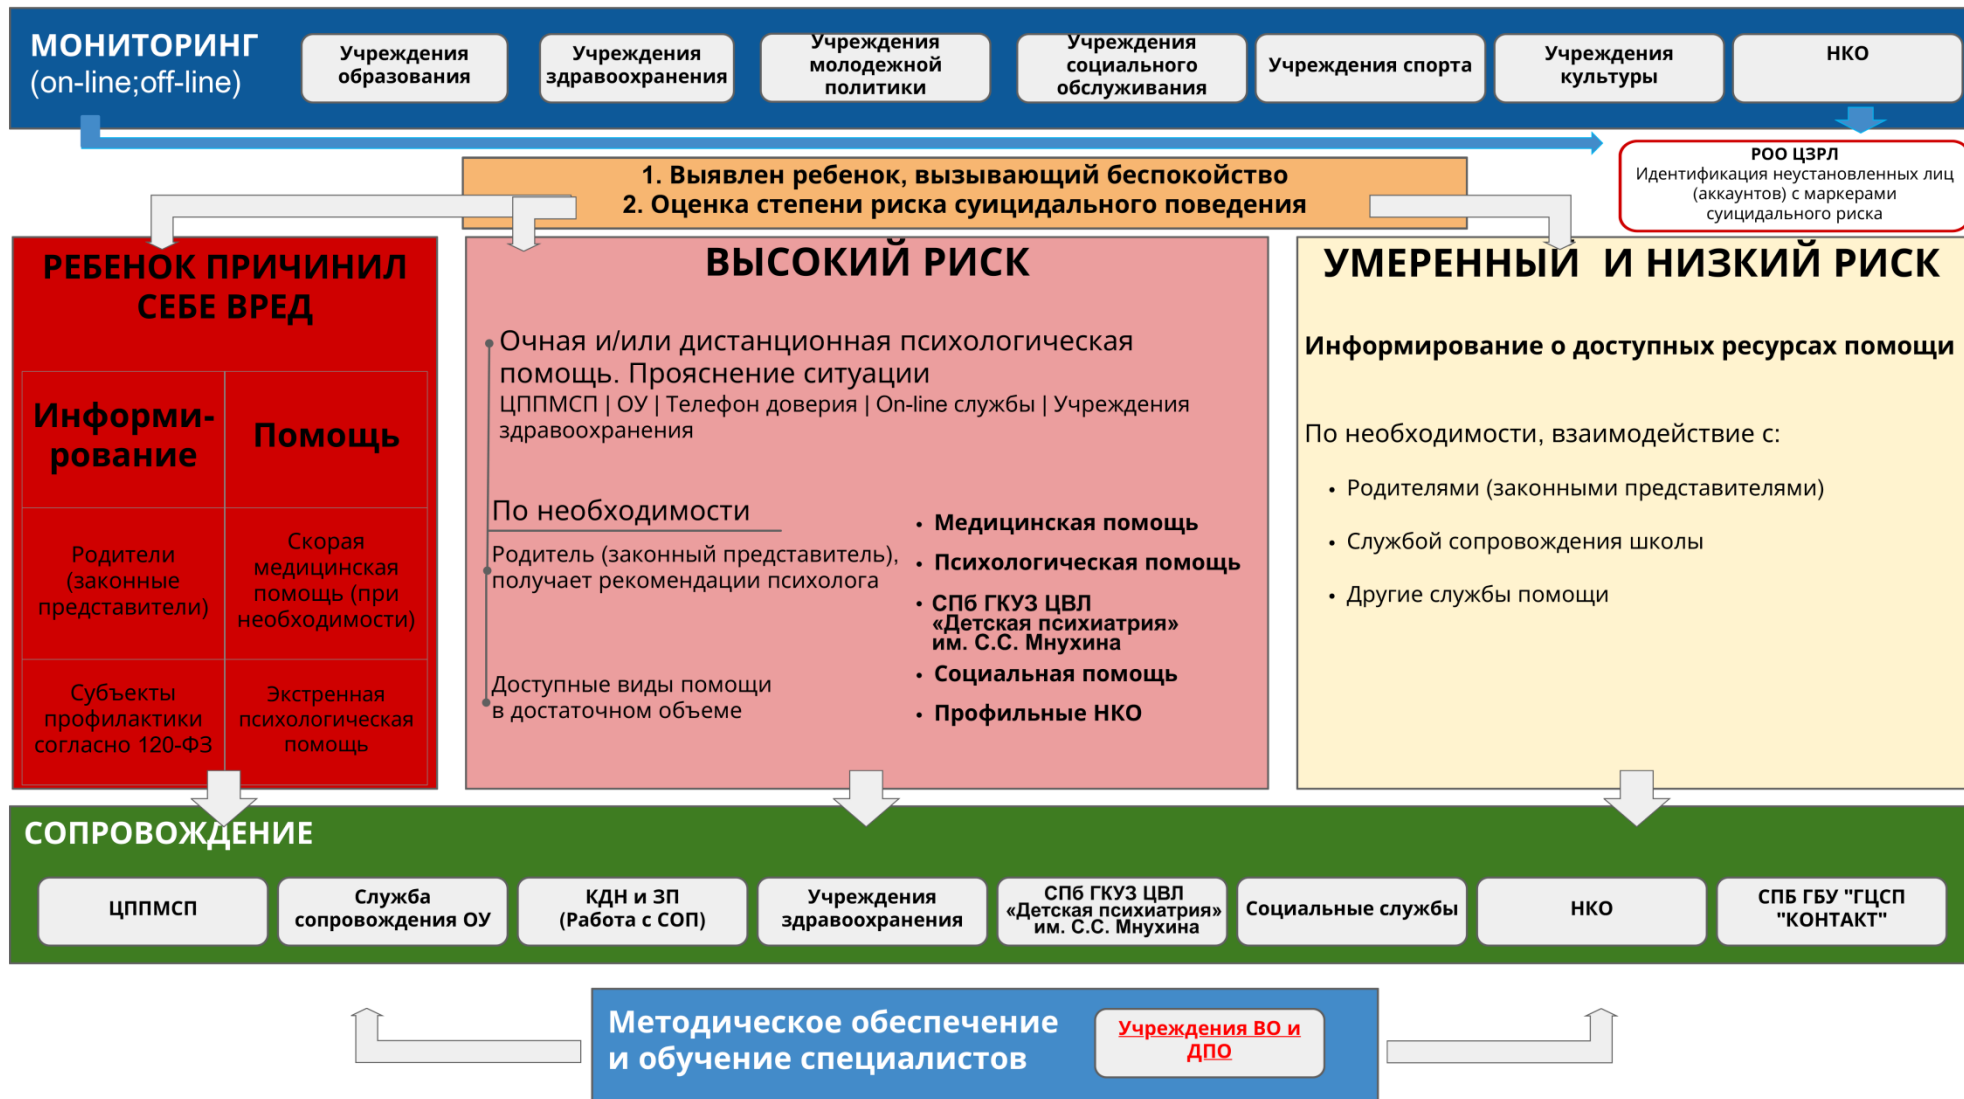 МОНИТОРИНГ
(on-line;off-line)
Учреждения
образования
Учреждения
здравоохранения
Учреждения
молодежной
политики
Учреждения
социального
обслуживания
Учреждения спорта
Учреждения
культуры
НКО
РОО ЦЗРЛ
Идентификация неустановленных лиц
(аккаунтов) с маркерами
суицидального риска
1. Выявлен ребенок, вызывающий беспокойство
2. Оценка степени риска суицидального поведения
РЕБЕНОК ПРИЧИНИЛ
СЕБЕ ВРЕД
Информи-
рование
Помощь
Родители
(законные
представители)
Скорая
медицинская
помощь (при
необходимости)
Субъекты
профилактики
согласно 120-ФЗ
Экстренная
психологическая
помощь
ВЫСОКИЙ РИСК
Очная и/или дистанционная психологическая
помощь. Прояснение ситуации
ЦППМСП | ОУ | Телефон доверия | On-line службы | Учреждения
здравоохранения
По необходимости
Родитель (законный представитель),
получает рекомендации психолога
Доступные виды помощи
в достаточном объеме
• Медицинская помощь
• Психологическая помощь
• СПб ГКУЗ ЦВЛ
«Детская психиатрия»
им. С.С. Мнухина
• Социальная помощь
• Профильные НКО
УМЕРЕННЫЙ И НИЗКИЙ РИСК
Информирование о доступных ресурсах помощи
По необходимости, взаимодействие с:
• Родителями (законными представителями)
• Службой сопровождения школы
• Другие службы помощи
СОПРОВОЖДЕНИЕ
ЦППМСП
Служба
сопровождения ОУ
КДН и ЗП
(Работа с СОП)
Учреждения
здравоохранения
СПб ГКУЗ ЦВЛ
«Детская психиатрия»
им. С.С. Мнухина
Социальные службы
НКО
СПБ ГБУ "ГЦСП
"КОНТАКТ"
Методическое обеспечение
и обучение специалистов
Учреждения ВО и
ДПО